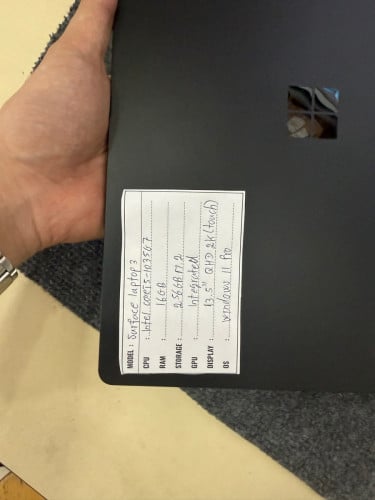 MODEL : Surface laptop 3
CPU : Intel core i5-1035G7
RAM : 16GB
STORAGE : 256GB M.2
GPU : Integrated
DISPLAY : 13.5" QHD 2K (touch)
OS : Windows 11 Pro